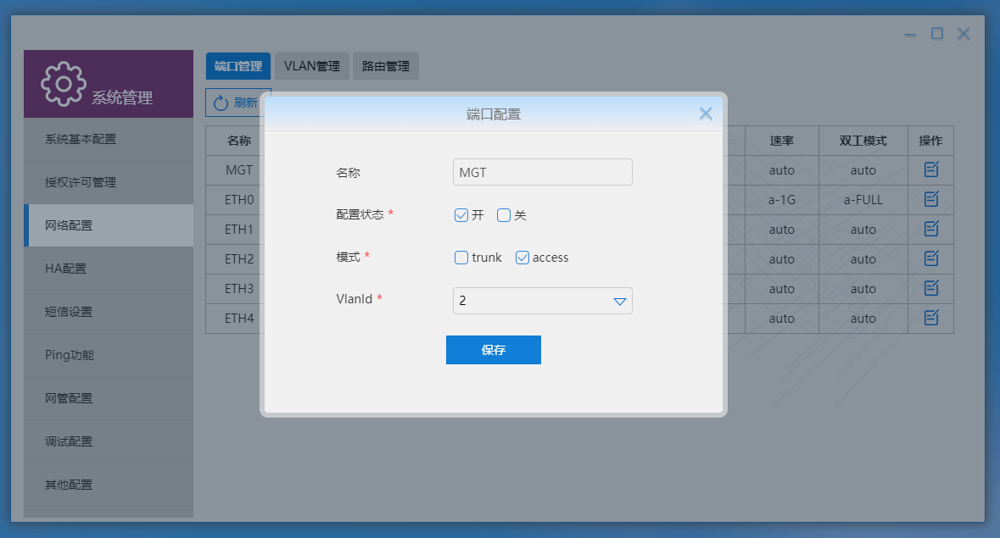 系统管理
系统基本配置
授权许可管理
网络配置
HA配置
短信设置
Ping功能
网管配置
调试配置
其他配置
端口管理 VLAN管理 路由管理
刷新
名称 速率 双工模式 操作
MGT auto auto
ETH0 a-1G a-FULL
ETH1 auto auto
ETH2 auto auto
ETH3 auto auto
ETH4 auto auto
端口配置
名称 MGT
配置状态 * 开 关
模式 * trunk access
VlanId * 2
保存